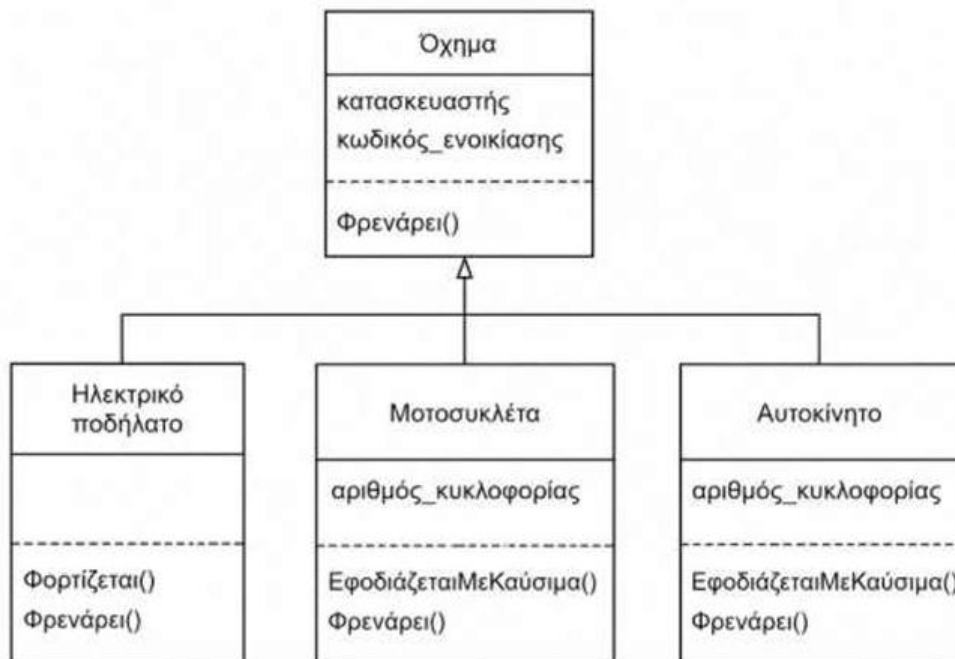 Όχημα
κατασκευαστής
κωδικός_ενοικίασης
Φρενάρει()
Ηλεκτρικό
ποδήλατο
Φορτίζεται()
Φρενάρει()
Μοτοσυκλέτα
αριθμός_κυκλοφορίας
ΕφοδιάζεταιΜεΚαύσιμα()
Φρενάρει()
Αυτοκίνητο
αριθμός_κυκλοφορίας
ΕφοδιάζεταιΜεΚαύσιμα()
Φρενάρει()